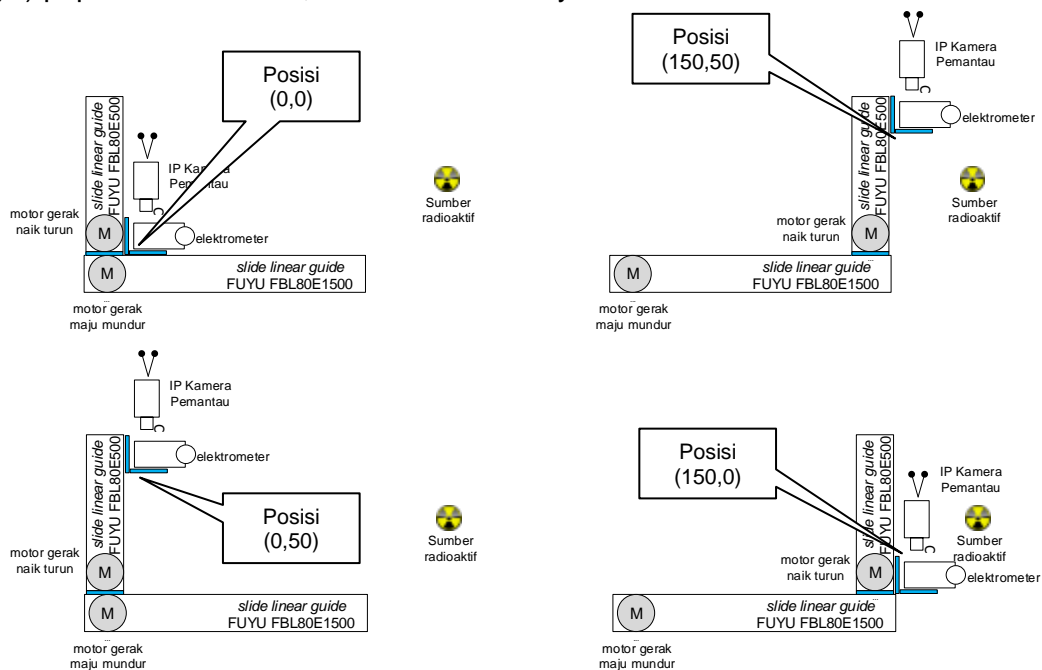 Posisi
(0,0)
slide linear guide
FUYU FBL80E500
IP Kamera
Pemantau
C
motor gerak
naik turun
M
elektrometer
Sumber
radioaktif
M
slide linear guide
FUYU FBL80E1500
motor gerak
maju mundur
Posisi
(150,50)
IP Kamera
Pemantau
C
slide linear guide
FUYU FBL80E500
elektrometer
Sumber
radioaktif
motor gerak
naik turun
M
M
slide linear guide
FUYU FBL80E1500
motor gerak
maju mundur
IP Kamera
Pemantau
C
slide linear guide
FUYU FBL80E500
elektrometer
Posisi
(0,50)
Sumber
radioaktif
motor gerak
naik turun
M
M
slide linear guide
FUYU FBL80E1500
motor gerak
maju mundur
Posisi
(150,0)
slide linear guide
FUYU FBL80E500
IP Kamera
Pemantau
C
Sumber
radioaktif
motor gerak
naik turun
M
elektrometer
M
slide linear guide
FUYU FBL80E1500
motor gerak
maju mundur